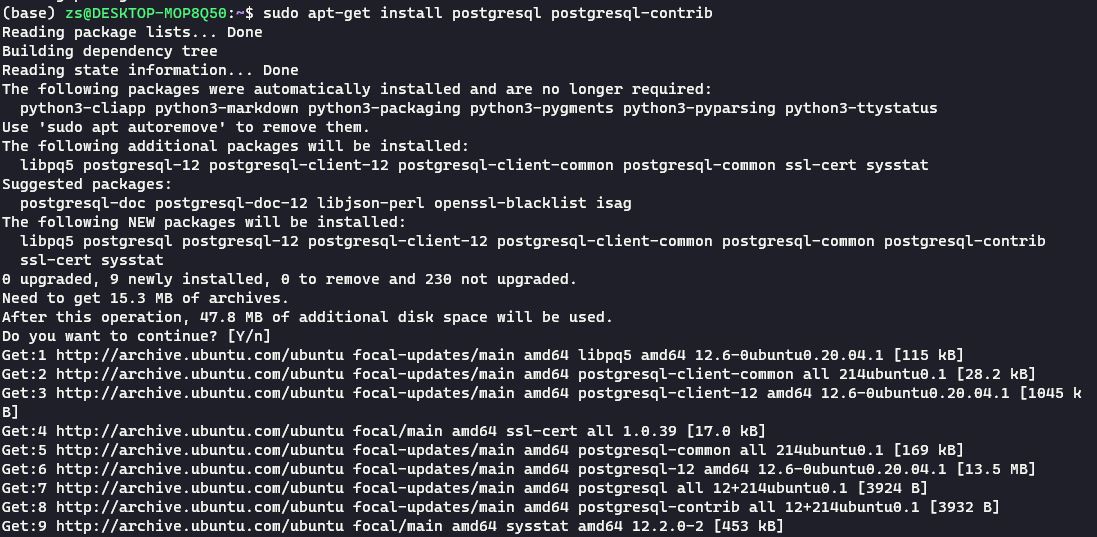 (base) zs@DESKTOP-MOP8Q50:~$ sudo apt-get install postgresql postgresql-contrib
Reading package lists... Done
Building dependency tree
Reading state information... Done
The following packages were automatically installed and are no longer required:
  python3-cliapp python3-markdown python3-packaging python3-pygments python3-pyparsing python3-ttystatus
Use 'sudo apt autoremove' to remove them.
The following additional packages will be installed:
  libpq5 postgresql-12 postgresql-client-12 postgresql-client-common postgresql-common ssl-cert sysstat
Suggested packages:
  postgresql-doc postgresql-doc-12 libjson-perl openssl-blacklist isag
The following NEW packages will be installed:
  libpq5 postgresql postgresql-12 postgresql-client-12 postgresql-client-common postgresql-common postgresql-contrib
  ssl-cert sysstat
0 upgraded, 9 newly installed, 0 to remove and 230 not upgraded.
Need to get 15.3 MB of archives.
After this operation, 47.8 MB of additional disk space will be used.
Do you want to continue? [Y/n]
Get:1 http://archive.ubuntu.com/ubuntu focal-updates/main amd64 libpq5 amd64 12.6-0ubuntu0.20.04.1 [115 kB]
Get:2 http://archive.ubuntu.com/ubuntu focal-updates/main amd64 postgresql-client-common all 214ubuntu0.1 [28.2 kB]
Get:3 http://archive.ubuntu.com/ubuntu focal-updates/main amd64 postgresql-client-12 amd64 12.6-0ubuntu0.20.04.1 [1045 k
B]
Get:4 http://archive.ubuntu.com/ubuntu focal/main amd64 ssl-cert all 1.0.39 [17.0 kB]
Get:5 http://archive.ubuntu.com/ubuntu focal-updates/main amd64 postgresql-common all 214ubuntu0.1 [169 kB]
Get:6 http://archive.ubuntu.com/ubuntu focal-updates/main amd64 postgresql-12 amd64 12.6-0ubuntu0.20.04.1 [13.5 MB]
Get:7 http://archive.ubuntu.com/ubuntu focal-updates/main amd64 postgresql all 12+214ubuntu0.1 [3924 B]
Get:8 http://archive.ubuntu.com/ubuntu focal-updates/main amd64 postgresql-contrib all 12+214ubuntu0.1 [3932 B]
Get:9 http://archive.ubuntu.com/ubuntu focal/main amd64 sysstat amd64 12.2.0-2 [453 kB]